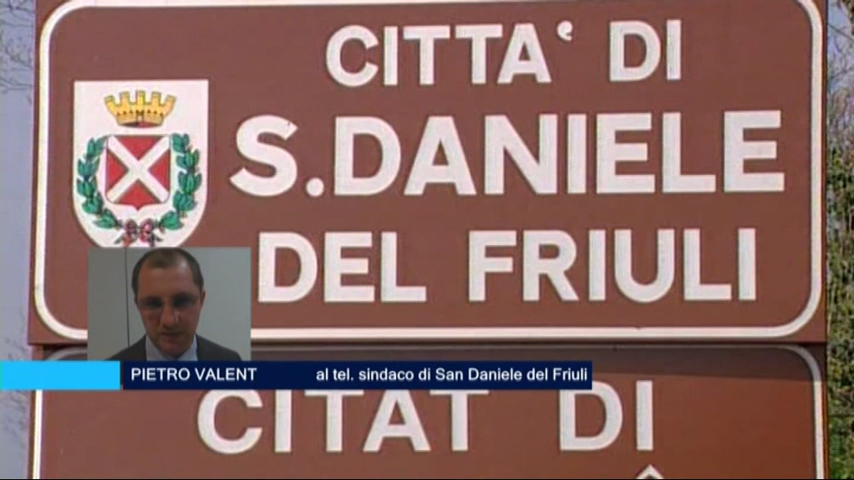 CITTA' DI
S.DANIELE
DEL FRIULI
PIETRO VALENT al tel. sindaco di San Daniele del Friuli
CITAT DI